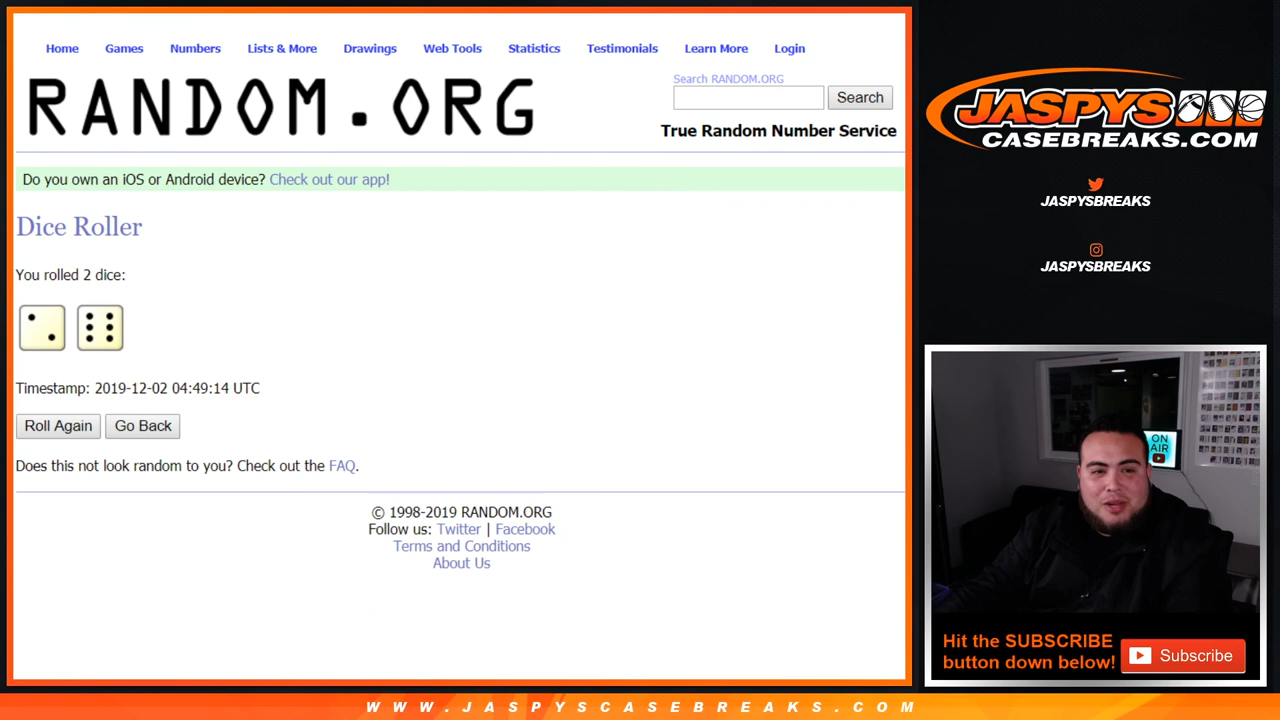 Home Games Numbers Lists & More Drawings Web Tools Statistics Testimonials Learn More Login
RANDOM.ORG
Search RANDOM.ORG
Search
True Random Number Service
Do you own an iOS or Android device? Check out our app!
Dice Roller
You rolled 2 dice:
Timestamp: 2019-12-02 04:49:14 UTC
Roll Again Go Back
Does this not look random to you? Check out the FAQ.
© 1998-2019 RANDOM.ORG
Follow us: Twitter | Facebook
Terms and Conditions
About Us
JASPYS
CASEBREAKS.COM
JASPYSBREAKS
JASPYSBREAKS
ON
AIR
Hit the SUBSCRIBE
button down below!
Subscribe
WWW.JASPYSCASEBREAKS.COM